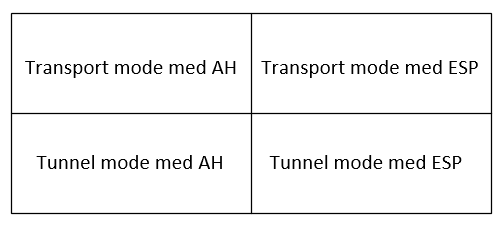 Transport mode med AH
Transport mode med ESP
Tunnel mode med AH
Tunnel mode med ESP